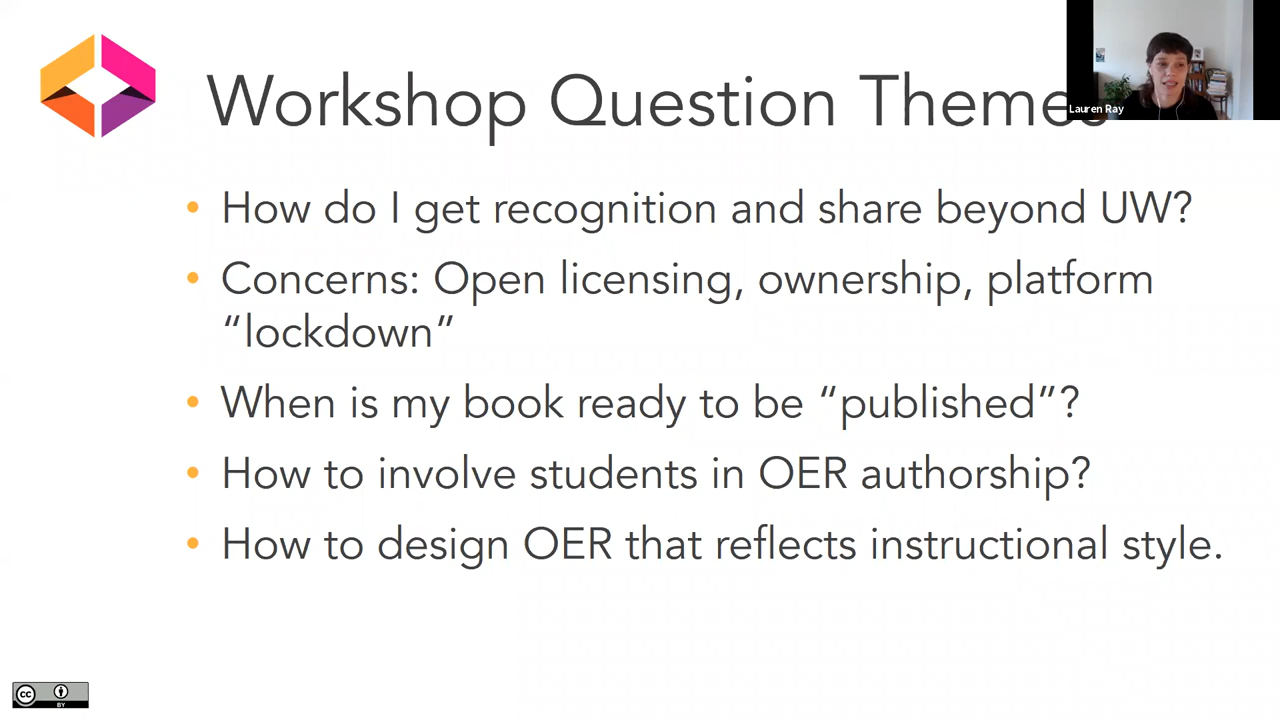 Workshop Question Themes
Lauren Ray
• How do I get recognition and share beyond UW?
• Concerns: Open licensing, ownership, platform
“lockdown”
• When is my book ready to be “published”?
• How to involve students in OER authorship?
• How to design OER that reflects instructional style.
cc
BY